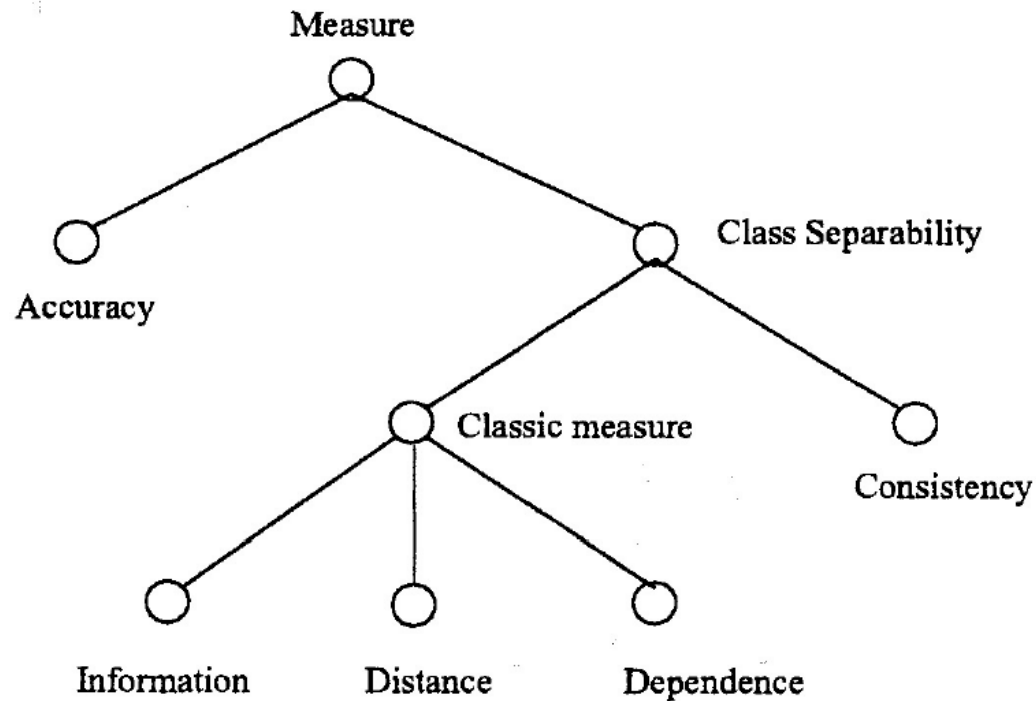 Measure
Class Separability
Accuracy
Classic measure
Consistency
Information
Distance
Dependence